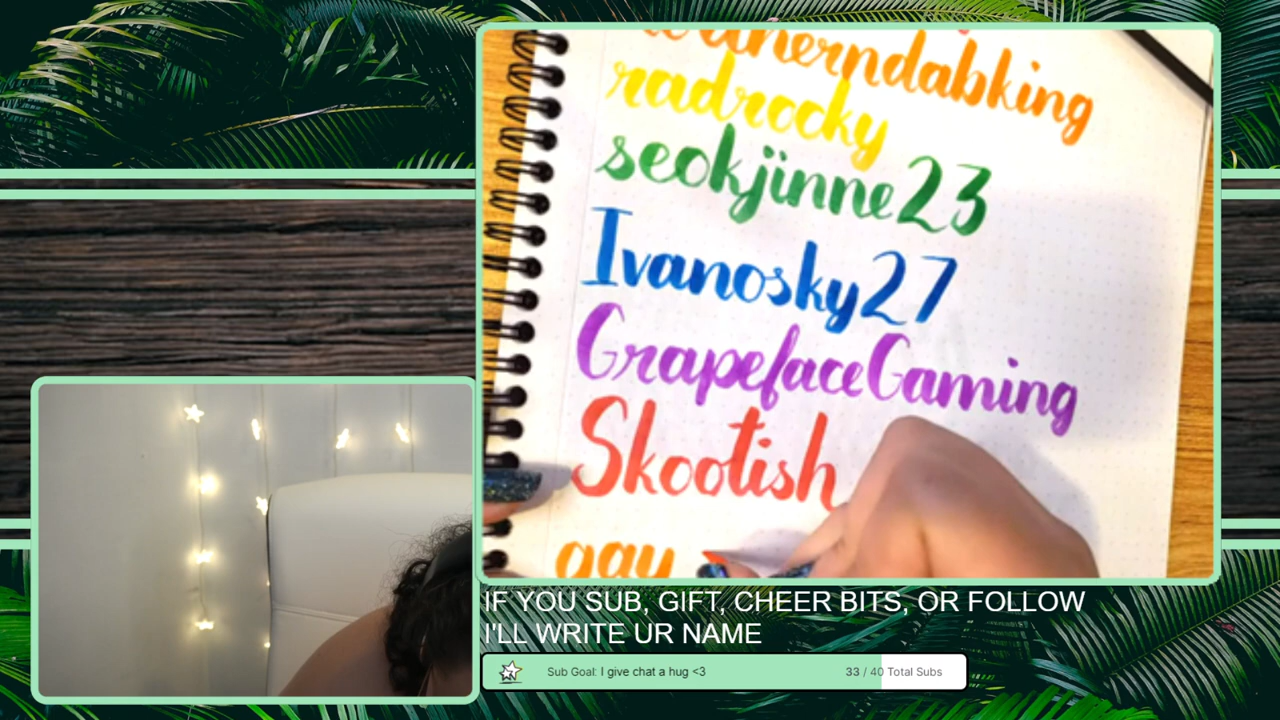 radrocky
seokjinne23
Ivanosky27
GrapefaceGaming
Skootish
gay
IF YOU SUB, GIFT, CHEER BITS, OR FOLLOW
I'LL WRITE UR NAME
Sub Goal: I give chat a hug <3 33 / 40 Total Subs